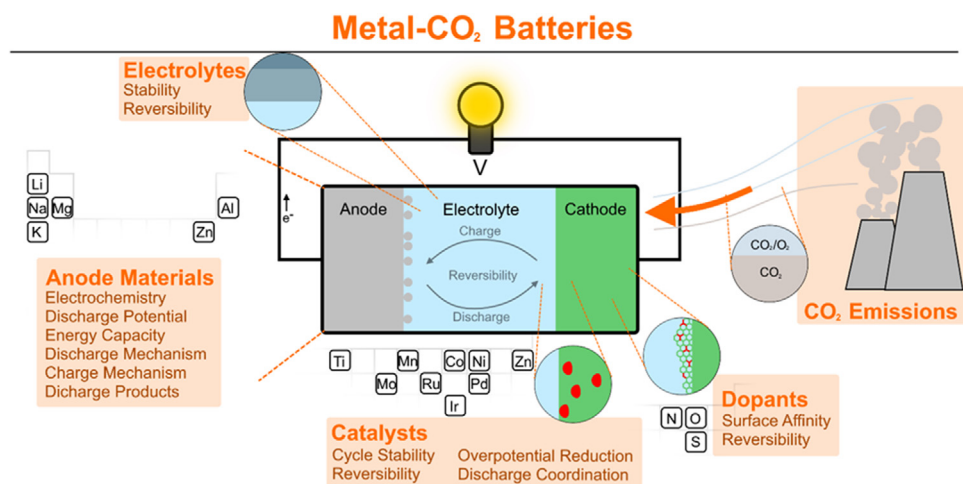 Metal-CO₂ Batteries
Electrolytes
Stability
Reversibility
V
e⁻
Anode
Electrolyte
Cathode
Charge
Reversibility
Discharge
CO₂/O₂
CO₂
CO₂ Emissions
Li
Na Mg
K
Al
Zn
Anode Materials
Electrochemistry
Discharge Potential
Energy Capacity
Discharge Mechanism
Charge Mechanism
Dicharge Products
Ti Mn Co Ni Zn
Mo Ru Pd
Ir
Catalysts
Cycle Stability Overpotential Reduction
Reversibility Discharge Coordination
N O
S
Dopants
Surface Affinity
Reversibility